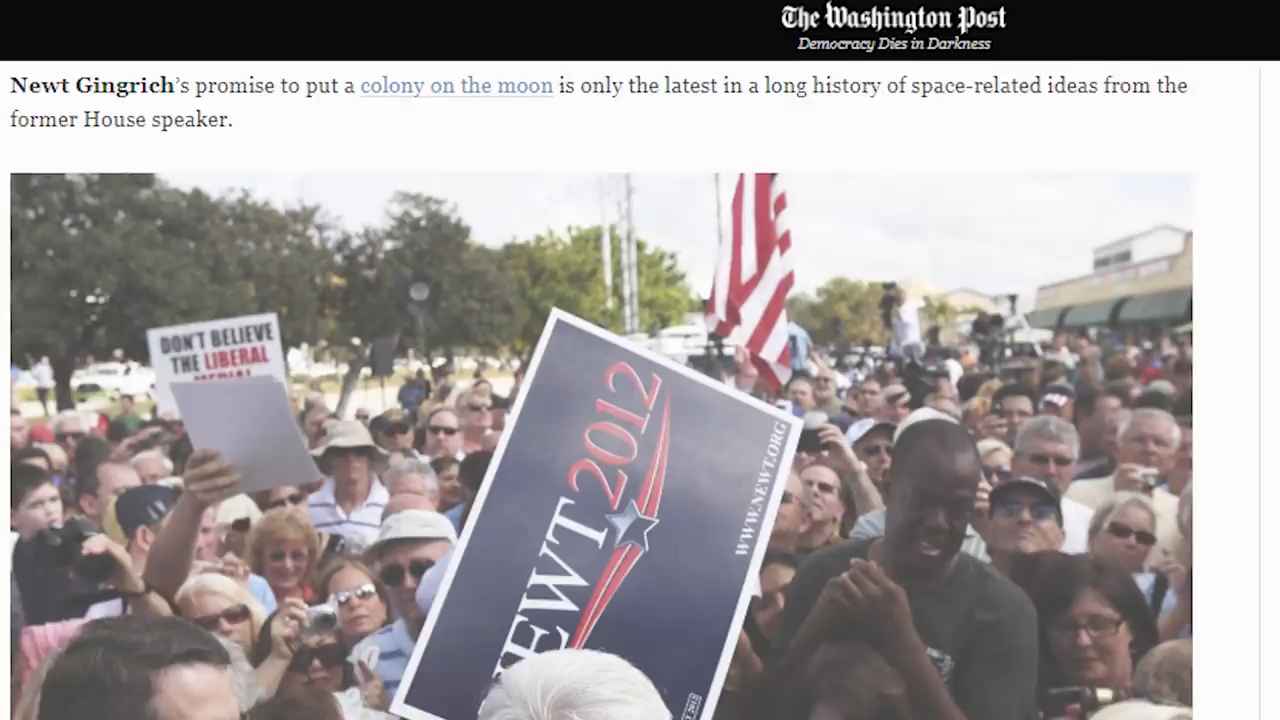 The Washington Post
Democracy Dies in Darkness
Newt Gingrich's promise to put a colony on the moon is only the latest in a long history of space-related ideas from the
former House speaker.
DON'T BELIEVE
THE LIBERAL
MEDIA!
NEWT 2012
WWW.NEWT.ORG